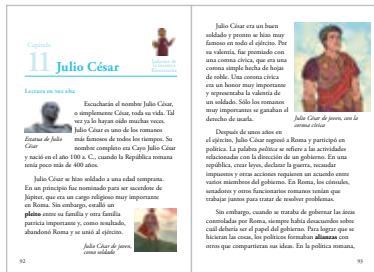 Capítulo
11 Julio César
Lectura en voz alta
Escucharán el nombre Julio César,
o simplemente César, toda su vida. Tal
vez ya lo hayan oído muchas veces.
Julio César es uno de los romanos
más famosos de todos los tiempos. Su
nombre completo era Cayo Julio César
y nació en el año 100 a. C., cuando la República romana
tenía poco más de 400 años.
Estatua de Julio
César
Julio César se hizo soldado a una edad temprana.
En un principio fue nominado para ser sacerdote de
Júpiter, que era un cargo religioso muy importante
en Roma. Sin embargo, estalló un
pleito entre su familia y otra familia
patricia importante y, como resultado,
abandonó Roma y se unió al ejército.
Julio César de joven,
como soldado
92
Julio César era un buen
soldado y pronto se hizo muy
famoso en todo el ejército. Por
su valentía, fue premiado con
una corona cívica, que era una
corona simple hecha de hojas
de roble. Una corona cívica
era un honor muy importante
y representaba la valentía de
un soldado. Sólo los romanos
muy importantes se ganaban el
derecho de usarla.
Julio César de joven, con la
corona cívica
Después de unos años en
el ejército, Julio César regresó a Roma y participó en
política. La palabra política se refiere a las actividades
relacionadas con la dirección de un gobierno. En una
república, crear leyes, declarar la guerra, recaudar
impuestos y otras acciones requieren un acuerdo entre
varios miembros del gobierno. En Roma, los cónsules,
senadores y otros funcionarios romanos tenían que
trabajar juntos para tratar de resolver problemas.
Sin embargo, cuando se trataba de gobernar las áreas
controladas por Roma, siempre había desacuerdos sobre
cuál debería ser el papel del gobierno. Para lograr que se
hicieran las cosas, los políticos formaban alianzas con
otros que compartieran sus ideas. En la política romana,
93